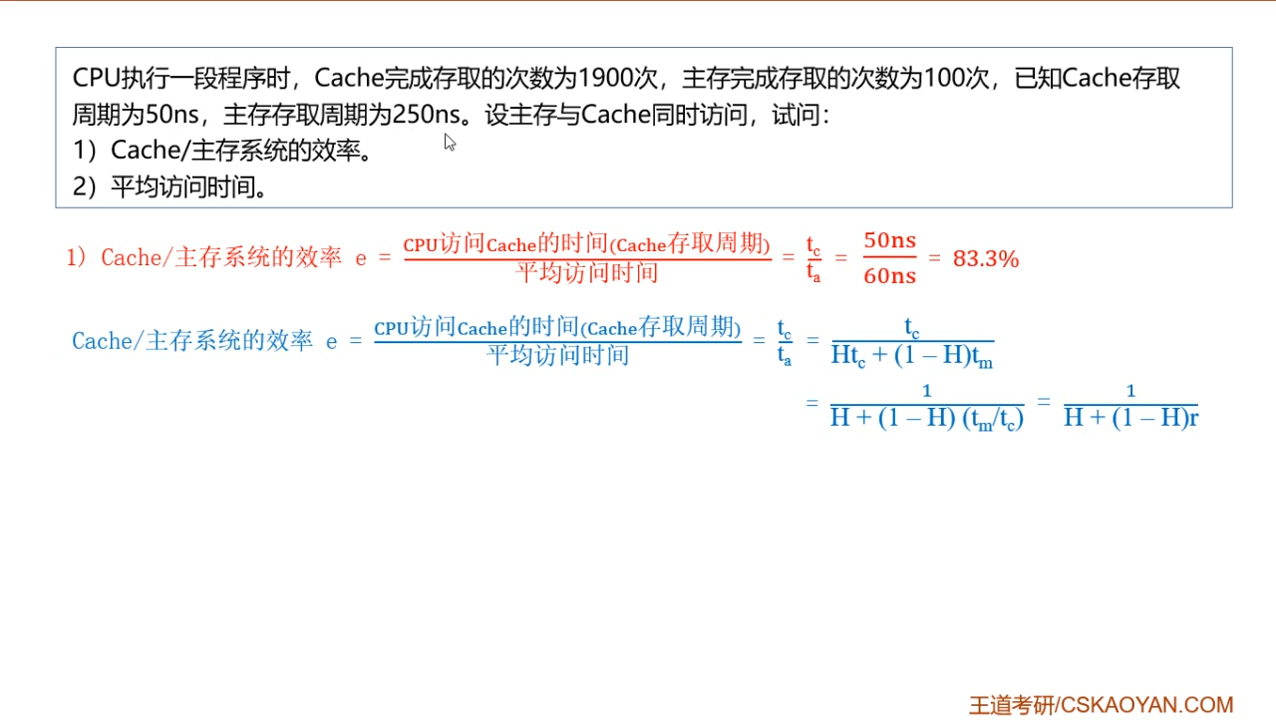 CPU执行一段程序时，Cache完成存取的次数为1900次，主存完成存取的次数为100次，已知Cache存取
周期为50ns，主存存取周期为250ns。设主存与Cache同时访问，试问：
1）Cache/主存系统的效率。
2）平均访问时间。
1) Cache/主存系统的效率 e = CPU访问Cache的时间(Cache存取周期)/平均访问时间 = tc/ta = 50ns/60ns = 83.3%
Cache/主存系统的效率 e = CPU访问Cache的时间(Cache存取周期)/平均访问时间 = tc/ta = tc/(Htc + (1 – H)tm)
= 1/(H + (1 – H) (tm/tc)) = 1/(H + (1 – H)r)
王道考研/CSKAOYAN.COM